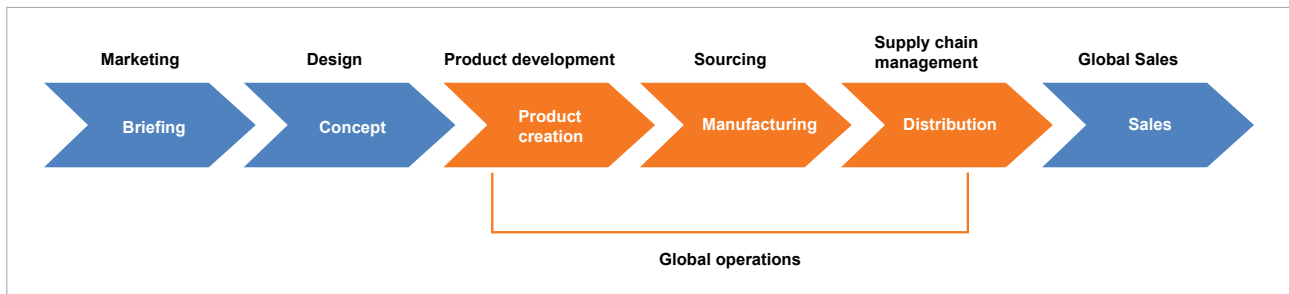 Marketing
Design
Product development
Sourcing
Supply chain
management
Global Sales
Briefing
Concept
Product
creation
Manufacturing
Distribution
Sales
Global operations